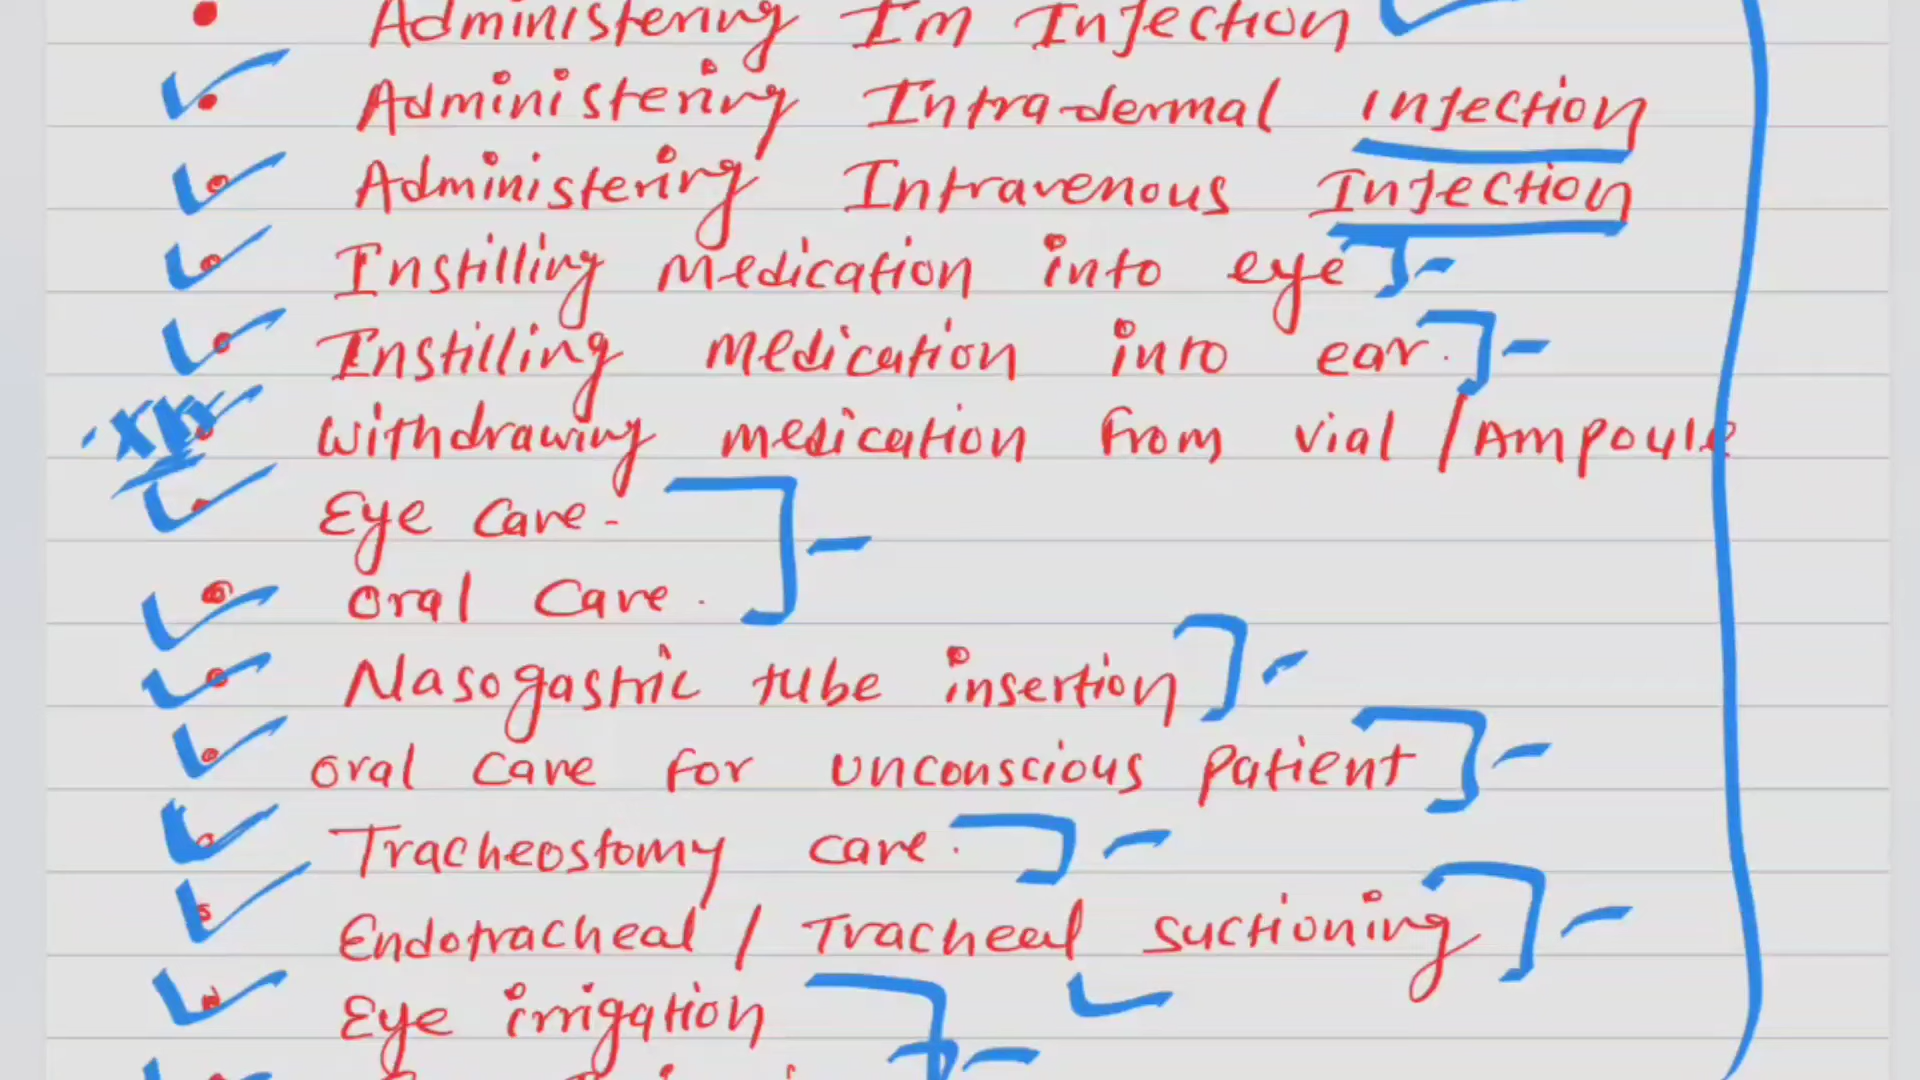 Administering Im Injection
Administering Intra-dermal injection
Administering Intravenous Injection
Instilling medication into eye
Instilling medication into ear.
Withdrawing medication from vial / Ampoule
Eye care.
oral care.
Nasogastric tube insertion
oral care for unconscious patient
Tracheostomy care.
Endotracheal / Tracheal suctioning
Eye irrigation